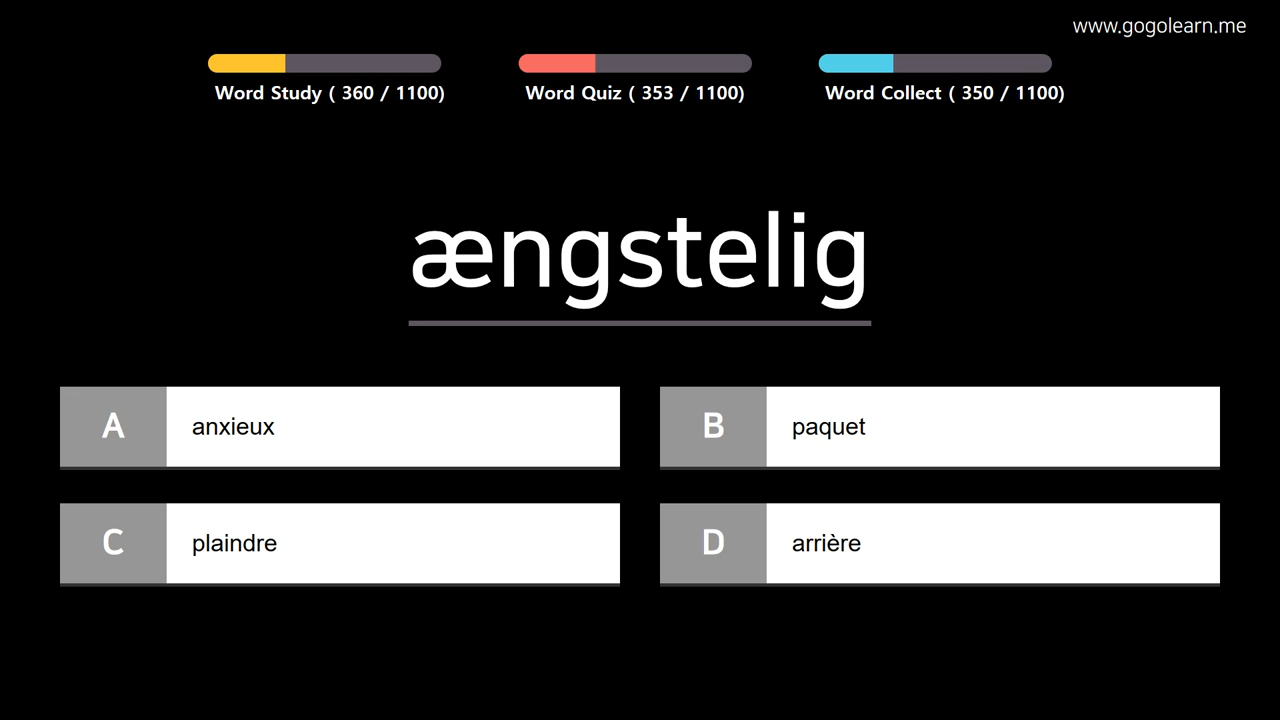 www.gogolearn.me
Word Study ( 360 / 1100)
Word Quiz ( 353 / 1100)
Word Collect ( 350 / 1100)
ængstelig
A
anxieux
B
paquet
C
plaindre
D
arrière